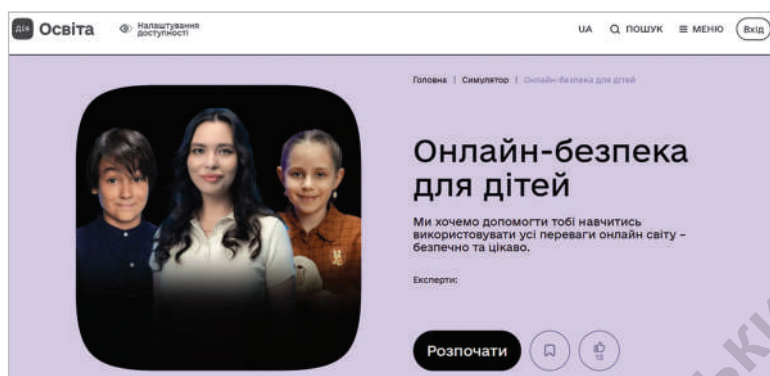 Дія Освіта
Налаштування
доступності
UA ПОШУК МЕНЮ Вхід
Головна | Симулятор | Онлайн-безпека для дітей
Онлайн-безпека
для дітей
Ми хочемо допомогти тобі навчитись
використовувати усі переваги онлайн світу –
безпечно та цікаво.
Експерти:
Розпочати
18